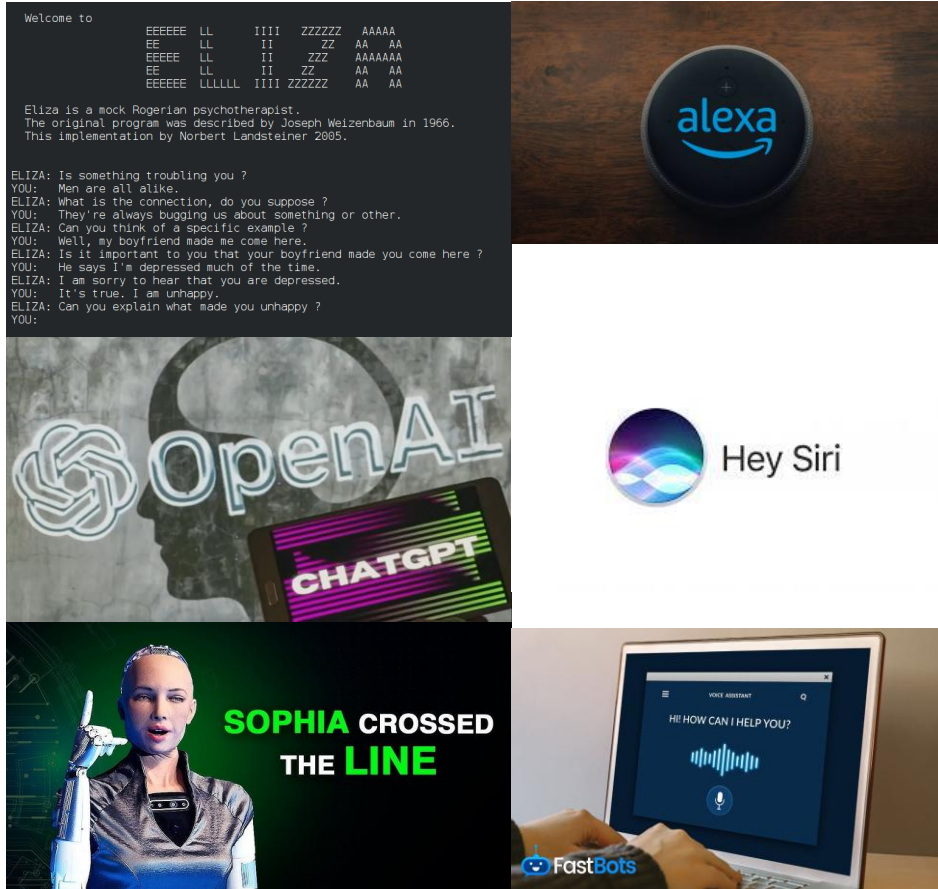 Welcome to
EEEEEE LL IIII ZZZZZZ AAAAA
EE LL II ZZ AA AA
EEEEE LL II ZZZ AAAAAAA
EE LL II ZZ AA AA
EEEEEE LLLLLL IIII ZZZZZZ AA AA
Eliza is a mock Rogerian psychotherapist.
The original program was described by Joseph Weizenbaum in 1966.
This implementation by Norbert Landsteiner 2005.
ELIZA: Is something troubling you ?
YOU: Men are all alike.
ELIZA: What is the connection, do you suppose ?
YOU: They're always bugging us about something or other.
ELIZA: Can you think of a specific example ?
YOU: Well, my boyfriend made me come here.
ELIZA: Is it important to you that your boyfriend made you come here ?
YOU: He says I'm depressed much of the time.
ELIZA: I am sorry to hear that you are depressed.
YOU: It's true. I am unhappy.
ELIZA: Can you explain what made you unhappy ?
YOU:
alexa
OpenAI
CHATGPT
Hey Siri
SOPHIA CROSSED
THE LINE
VOICE ASSISTANT
HI! HOW CAN I HELP YOU?
FastBots